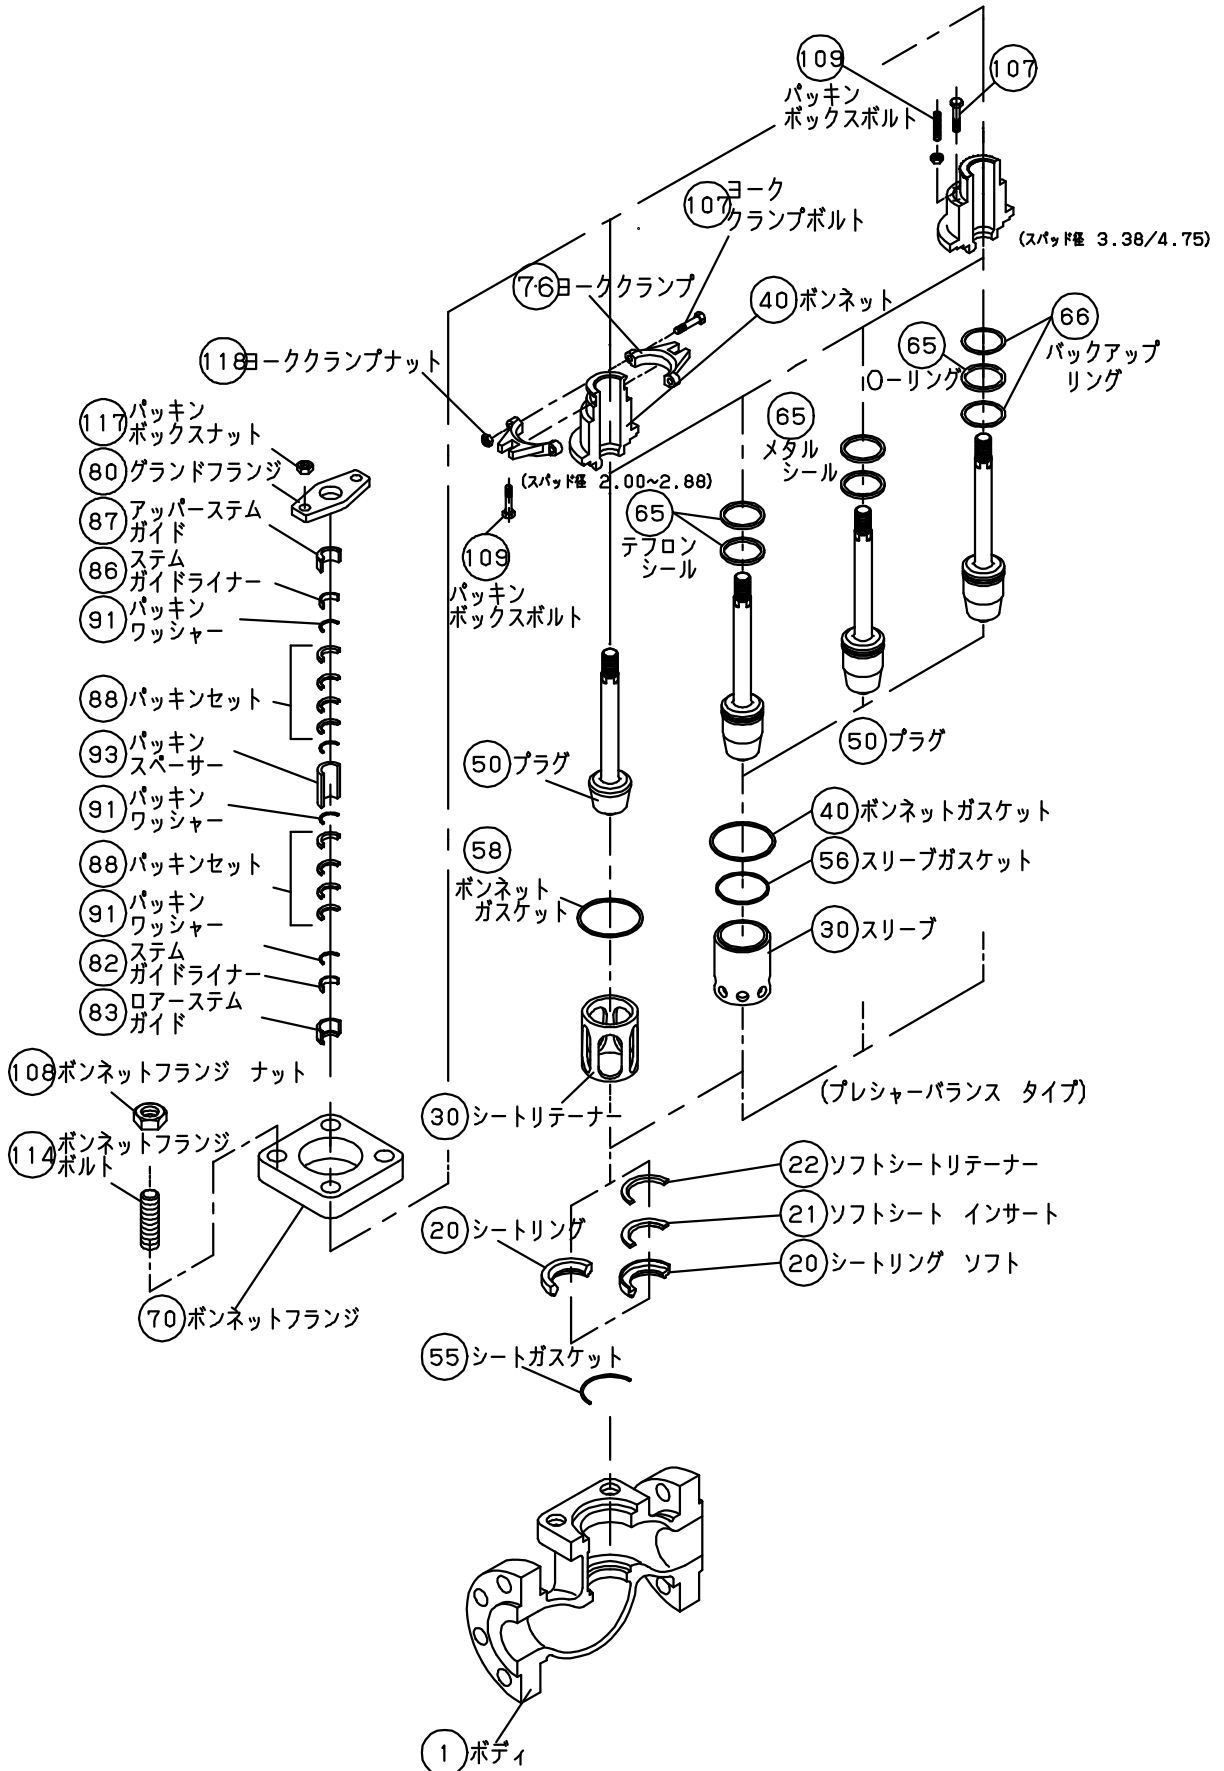 109
107
パッキン
ボックスボルト
107 ヨーク
クランプボルト
(スパッド径 3.38/4.75)
76 ヨーククランプ
40 ボンネット
66
バックアップ
リング
65
O-リング
118 ヨーククランプナット
65
メタル
シール
117 パッキン
ボックスナット
80 グランドフランジ
(スパッド径 2.00~2.88)
87 アッパーステム
ガイド
65
テフロン
シール
86 ステム
ガイドライナー
109
パッキン
ボックスボルト
91 パッキン
ワッシャー
88 パッキンセット
93 パッキン
スペーサー
50 プラグ
50 プラグ
91 パッキン
ワッシャー
40 ボンネットガスケット
88 パッキンセット
58
ボンネット
ガスケット
56 スリーブガスケット
91 パッキン
ワッシャー
30 スリーブ
82 ステム
ガイドライナー
83 ロアーステム
ガイド
108 ボンネットフランジ ナット
(プレシャーバランス タイプ)
30 シートリテーナー
114 ボンネットフランジ
ボルト
22 ソフトシートリテーナー
21 ソフトシート インサート
20 シートリング
20 シートリング ソフト
70 ボンネットフランジ
55 シートガスケット
1 ボディ